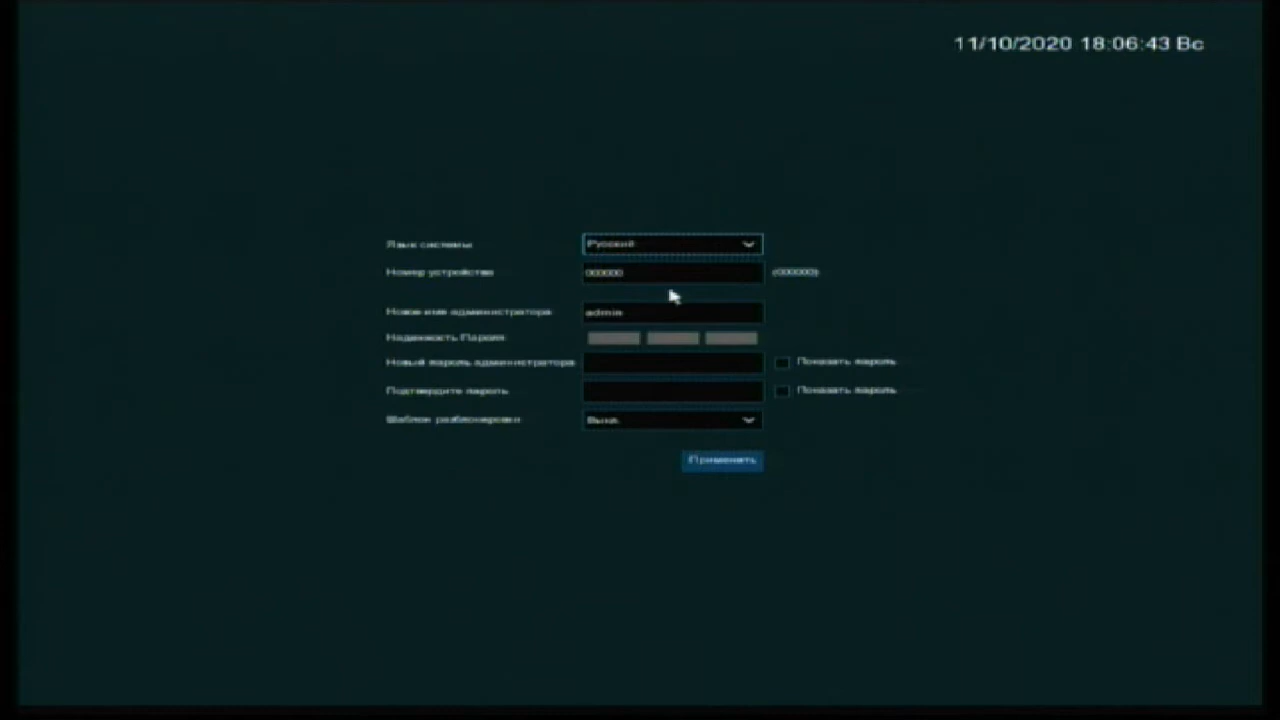 11/10/2020 18:06:43 Вс
Язык системы Русский
Номер устройства 000000 (000000)
Новое имя администратора admin
Надежность Пароля
Новый пароль администратора Показать пароль
Подтвердите пароль Показать пароль
Шаблон разблокировки Выкл.
Применить